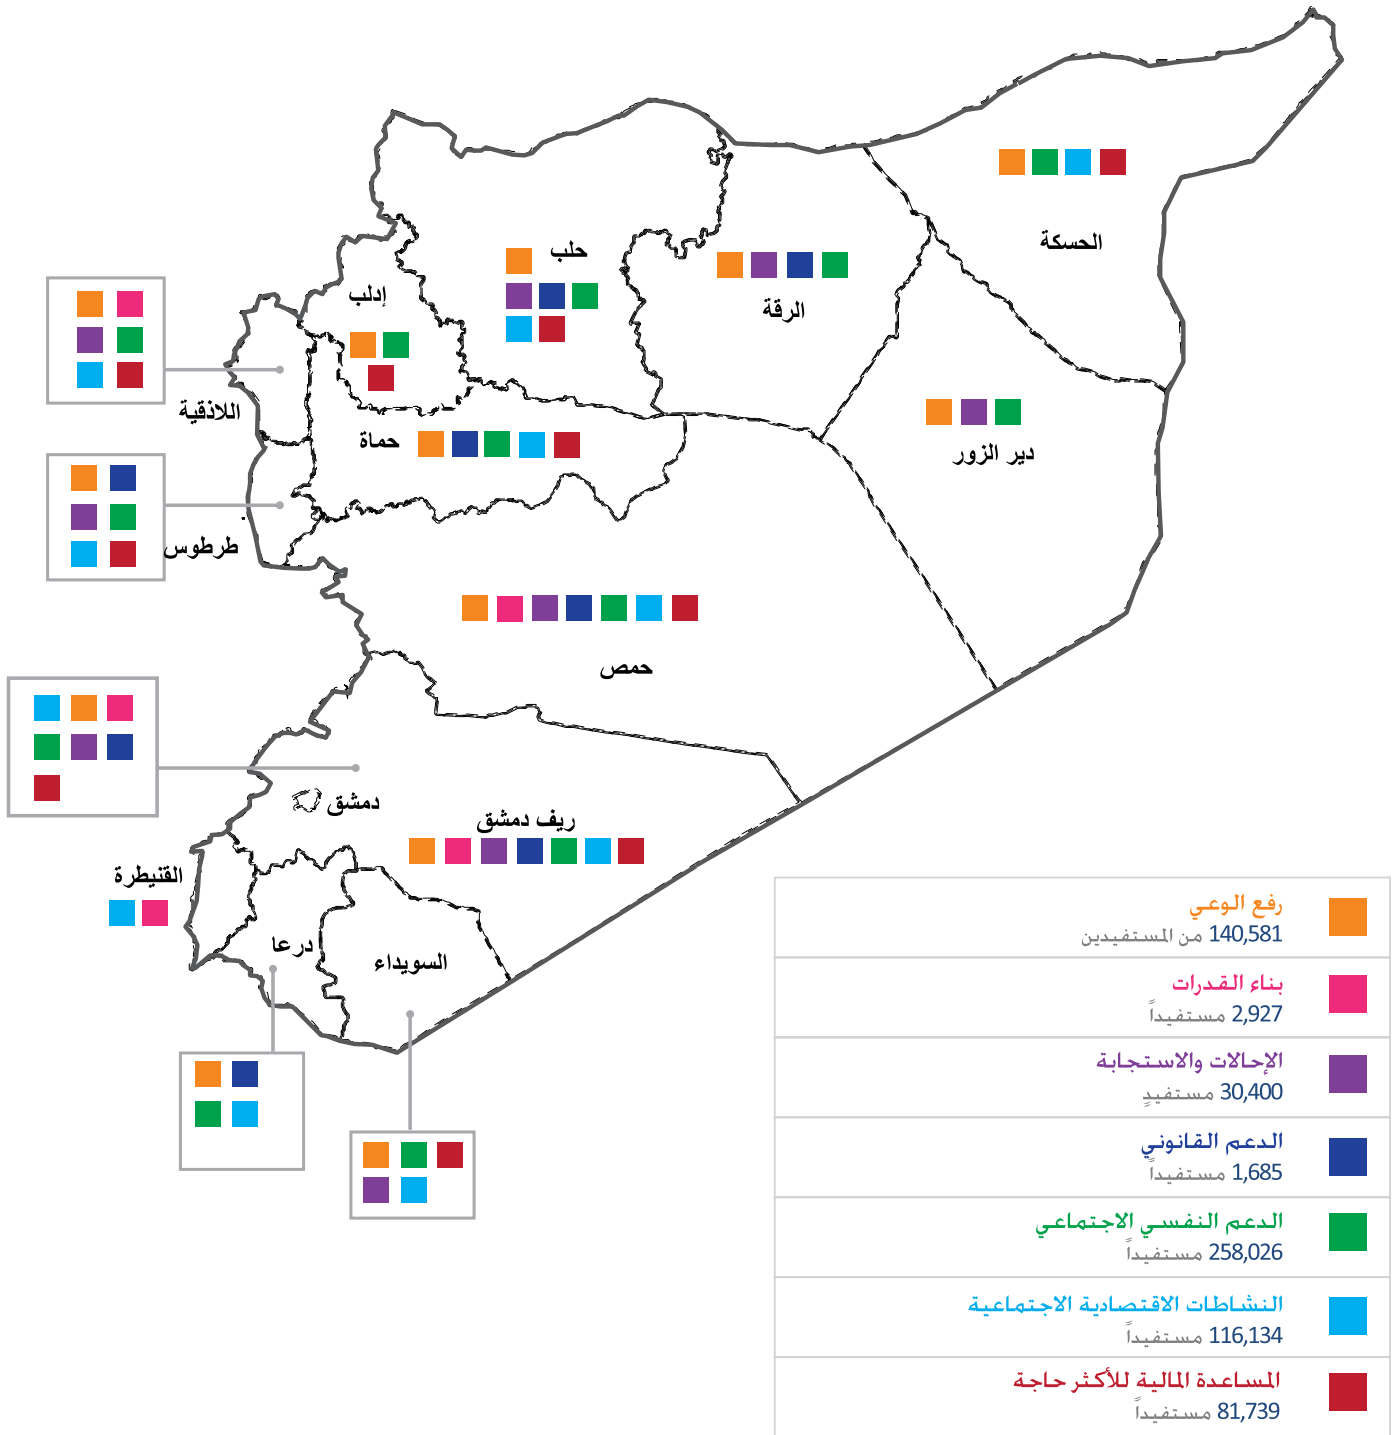 الحسكة
حلب
الرقة
إدلب
اللاذقية
حماة
دير الزور
طرطوس
حمص
دمشق
ريف دمشق
القنيطرة
درعا
السويداء
رفع الوعي
140,581 من المستفيدين
بناء القدرات
2,927 مستفيداً
الإحالات والاستجابة
30,400 مستفيدٍ
الدعم القانوني
1,685 مستفيداً
الدعم النفسي الاجتماعي
258,026 مستفيداً
النشاطات الاقتصادية الاجتماعية
116,134 مستفيداً
المساعدة المالية للأكثر حاجة
81,739 مستفيداً